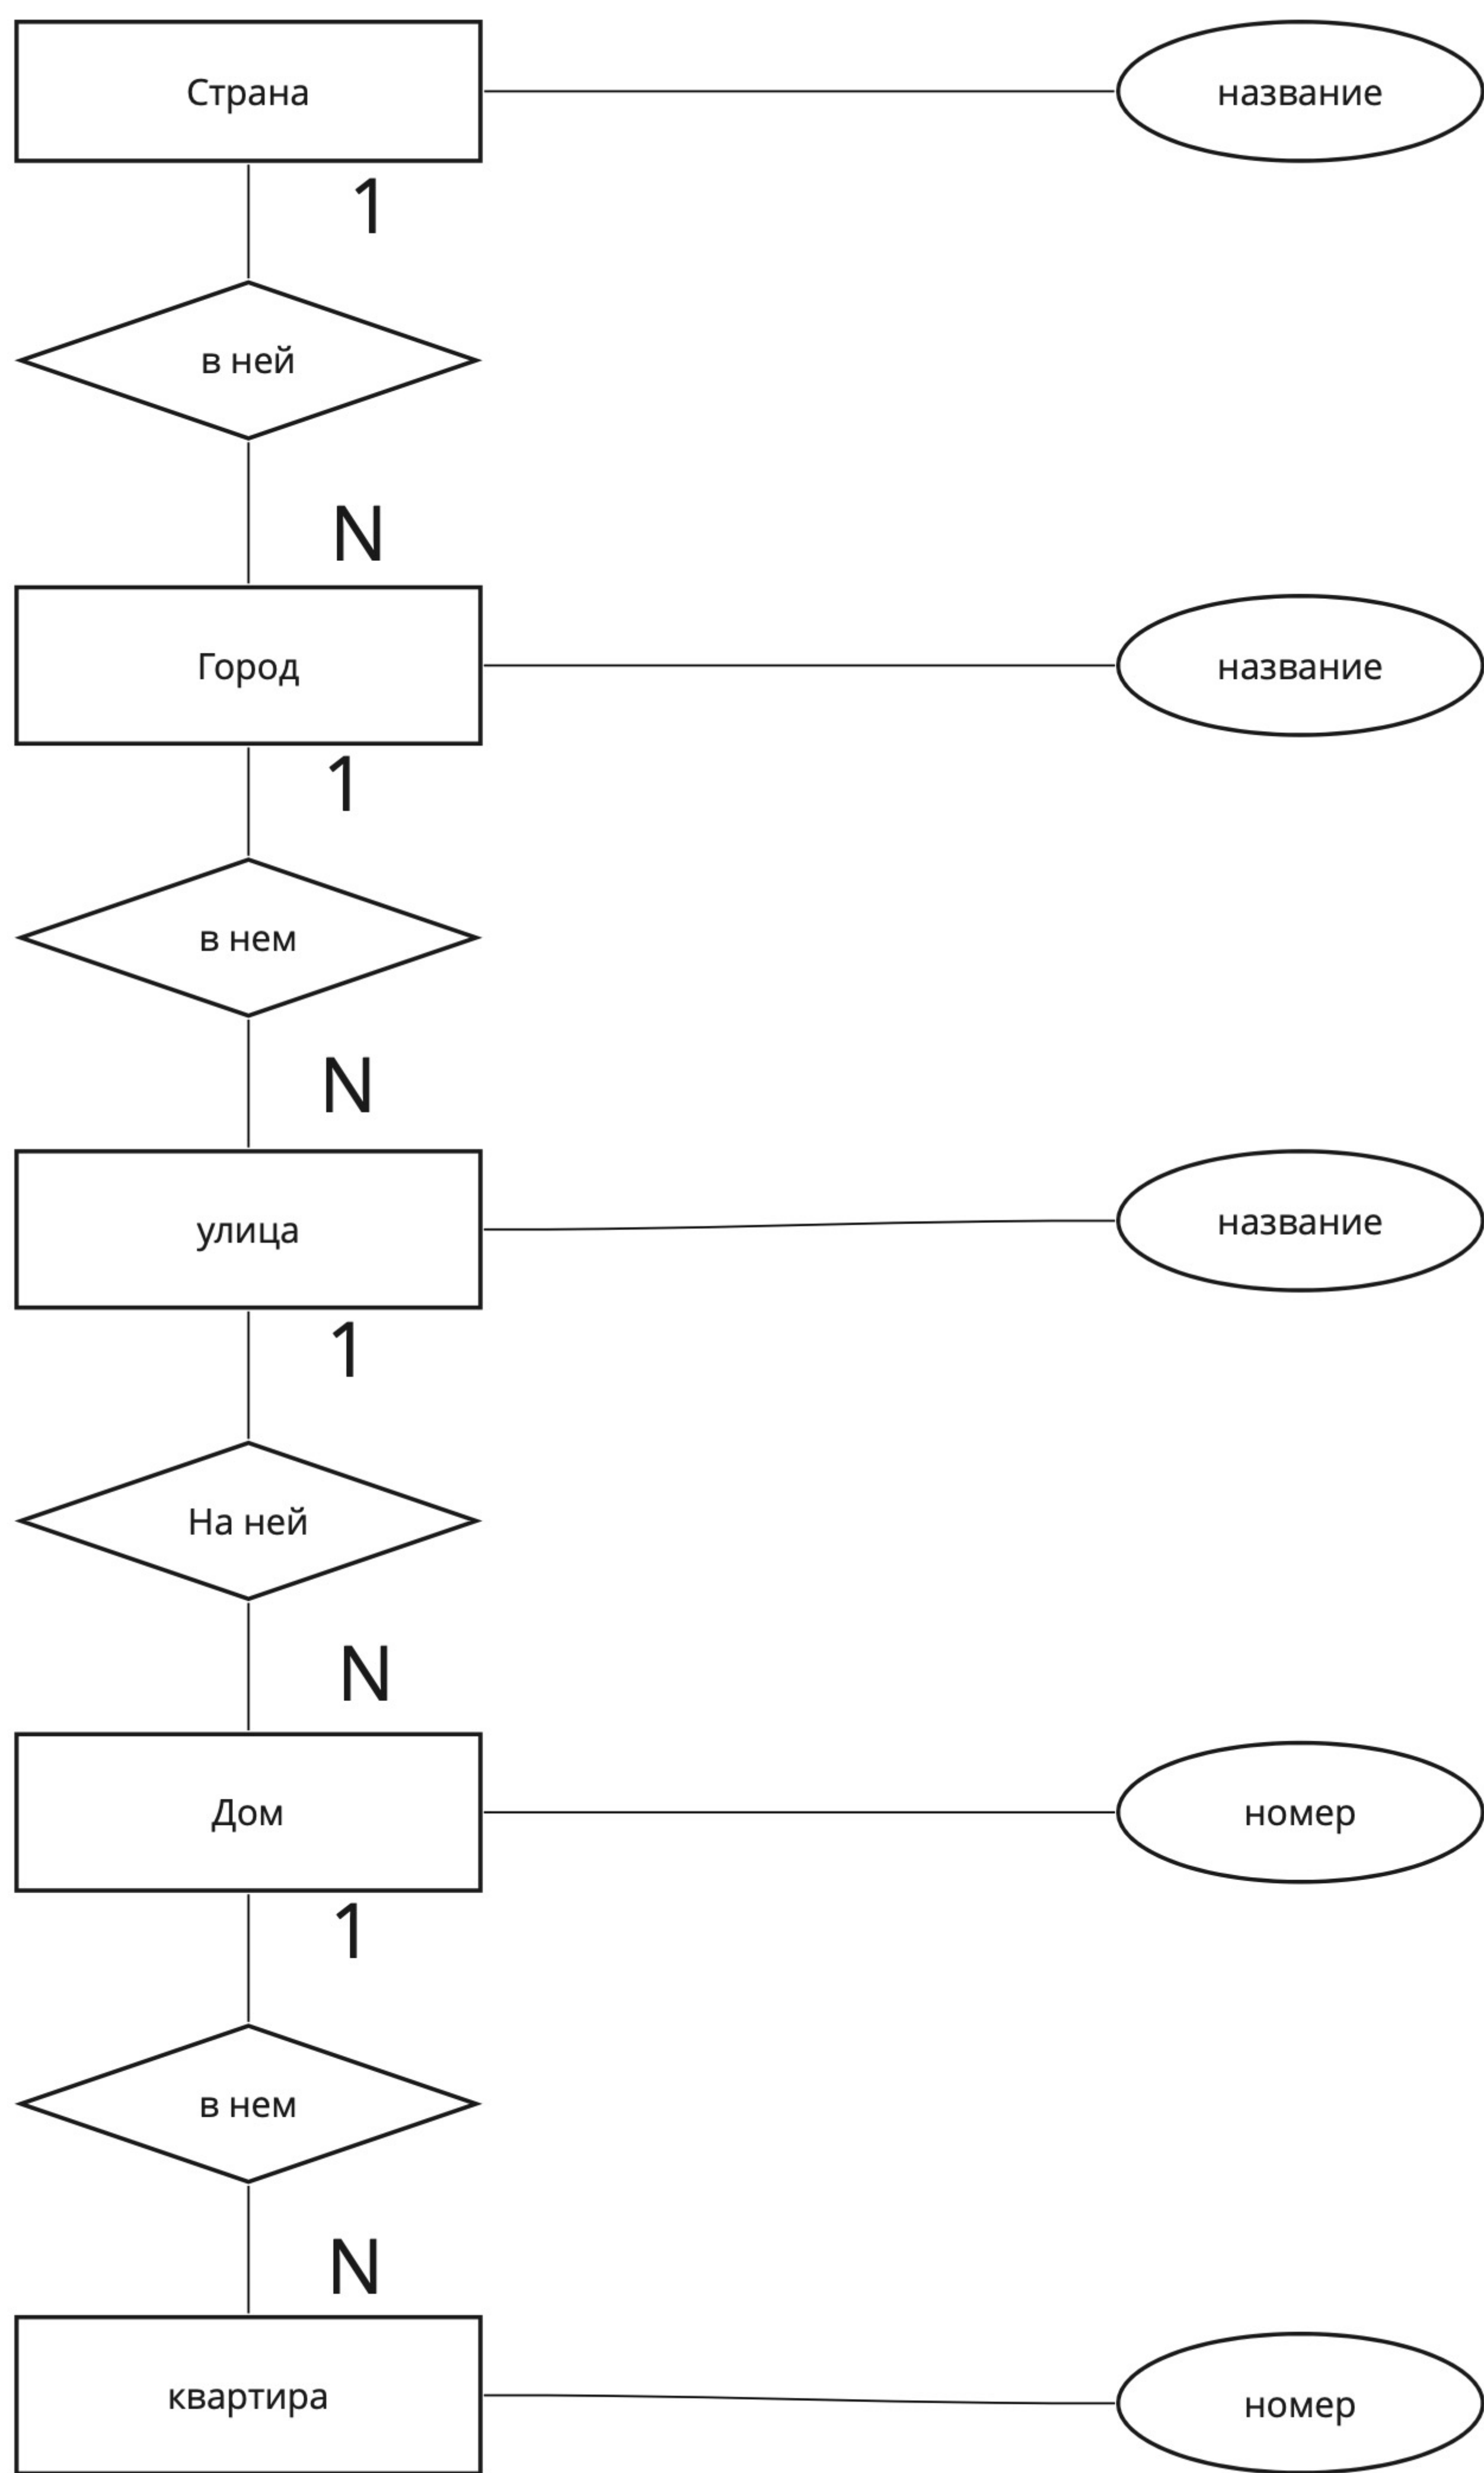 Страна
название
1
в ней
N
Город
название
1
в нем
N
улица
название
1
На ней
N
Дом
номер
1
в нем
N
квартира
номер